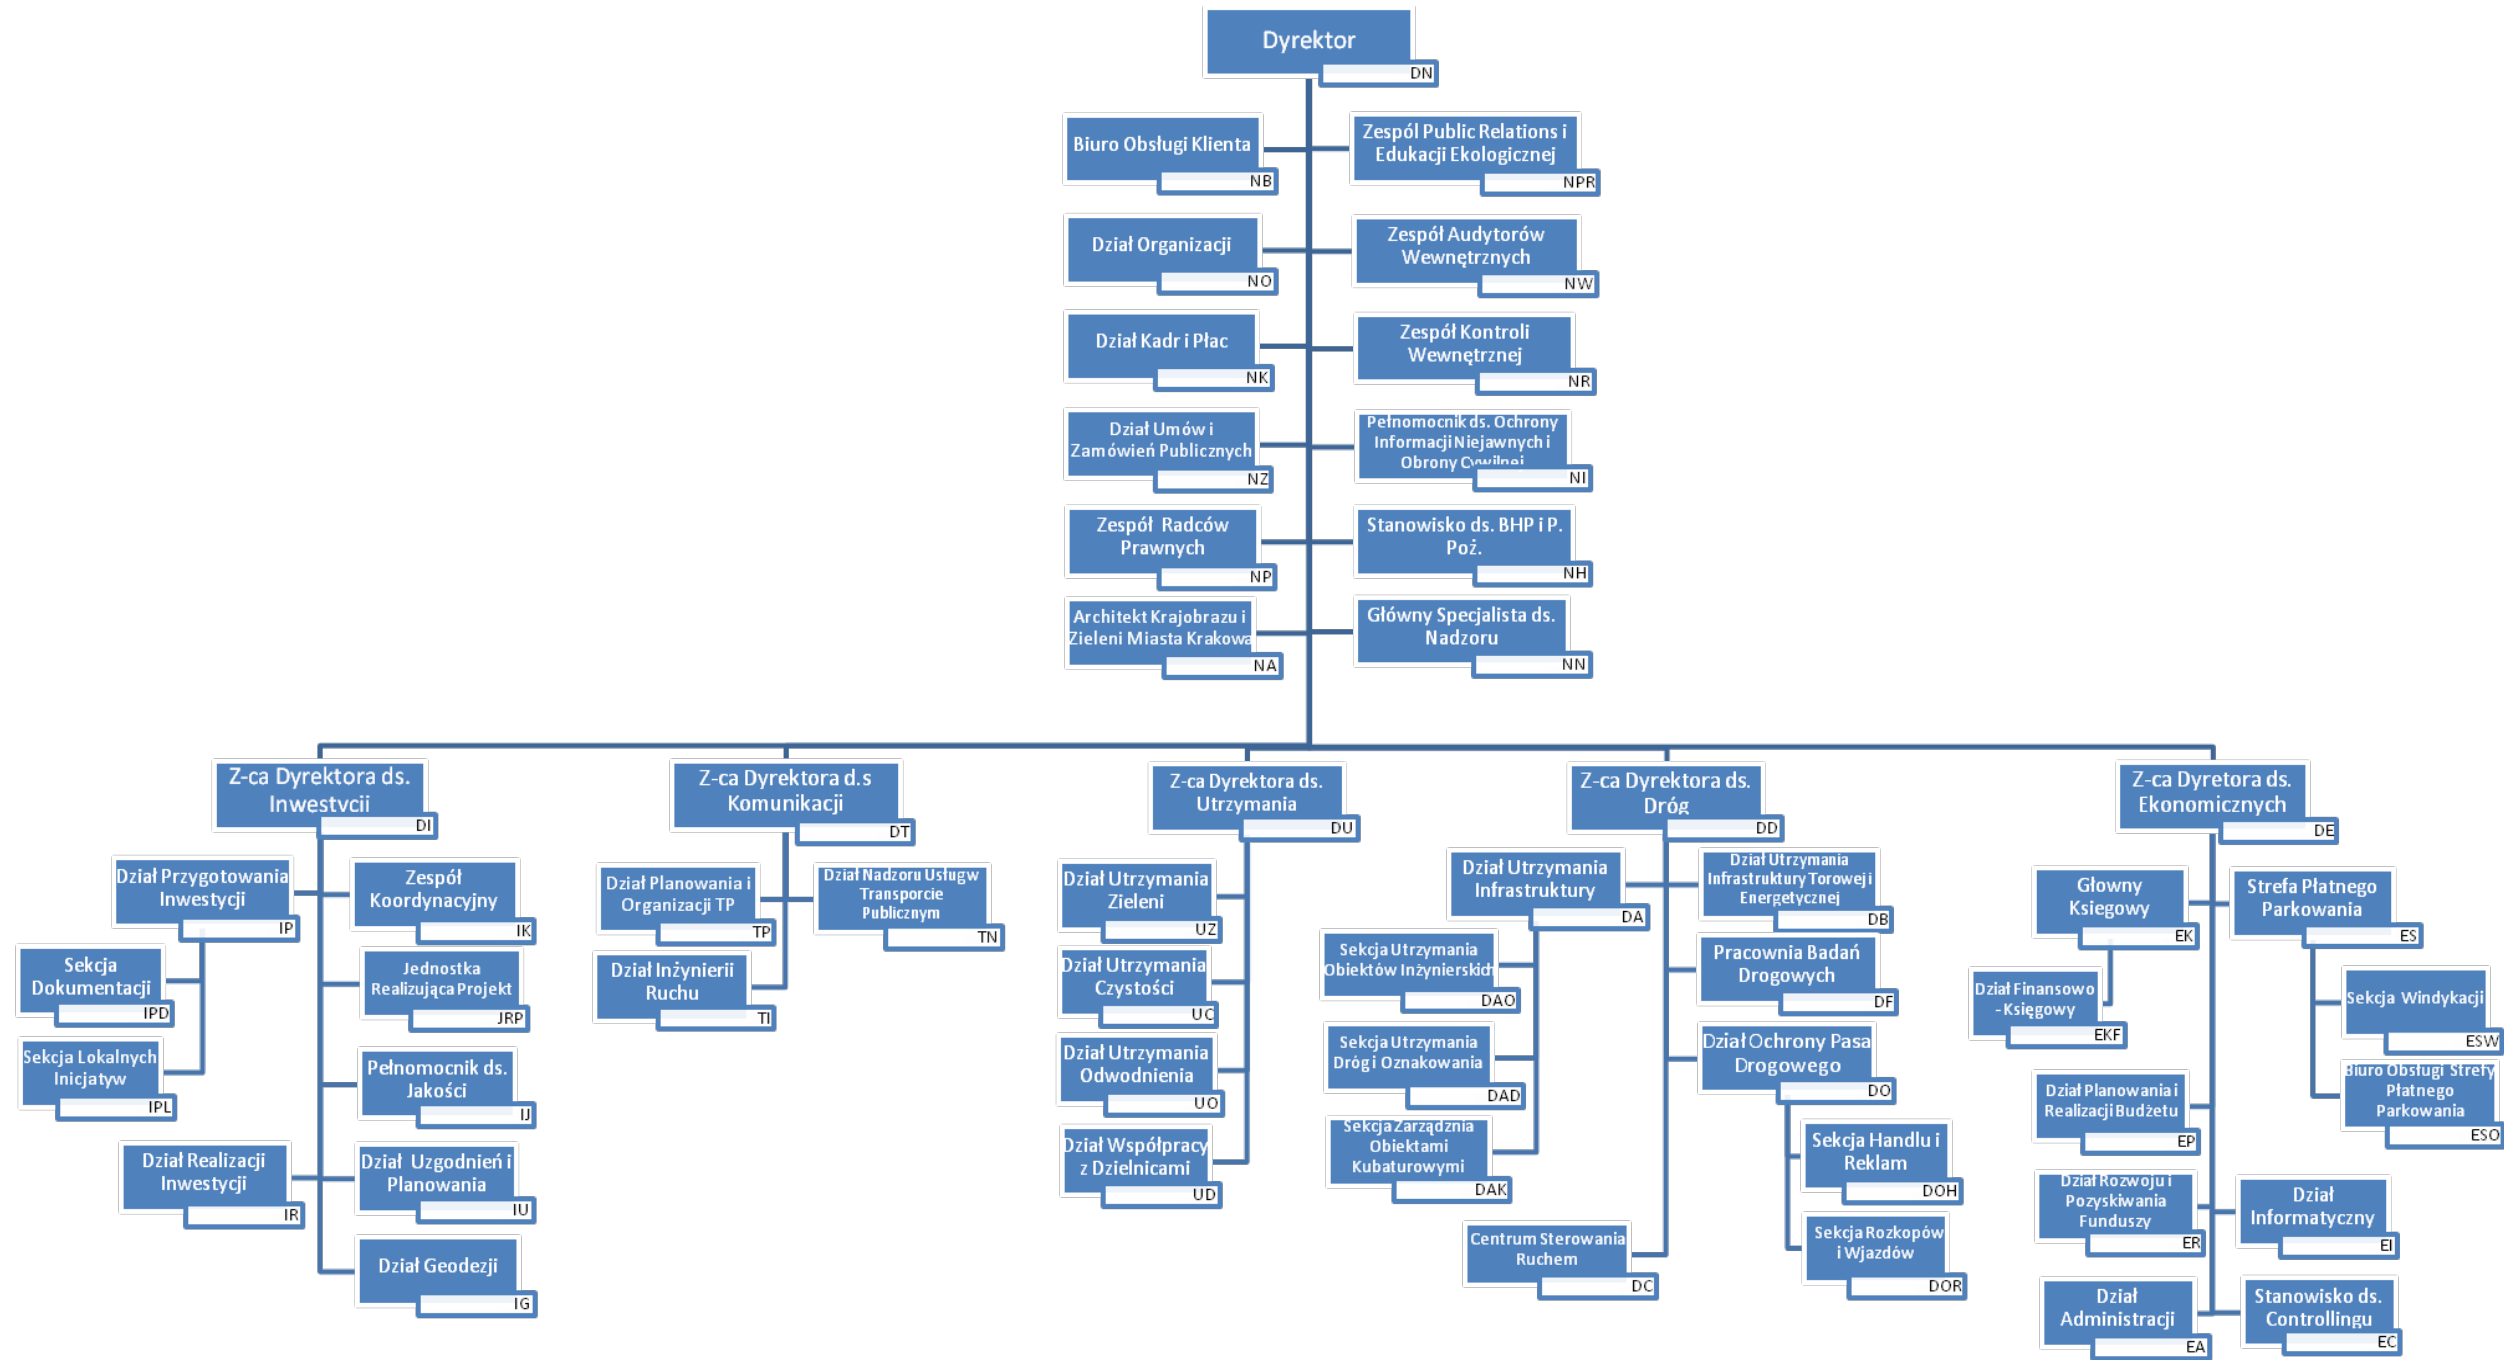 Dyrektor
DN
Biuro Obsługi Klienta
NB
Zespól Public Relations i
Edukacji Ekologicznej
NPR
Dział Organizacji
NO
Zespół Audytorów
Wewnętrznych
NW
Dział Kadr i Płac
NK
Zespół Kontroli
Wewnętrznej
NR
Dział Umów i
Zamówień Publicznych
NZ
Pełnomocnik ds. Ochrony
Informacji Niejawnych i
Obrony Cywilnej
NI
Zespół Radców
Prawnych
NP
Stanowisko ds. BHP i P.
Poż.
NH
Architekt Krajobrazu i
Zieleni Miasta Krakowa
NA
Główny Specjalista ds.
Nadzoru
NN
Z-ca Dyrektora ds.
Inwestycji
DI
Dział Przygotowania
Inwestycji
IP
Zespół
Koordynacyjny
IK
Sekcja
Dokumentacji
IPD
Jednostka
Realizująca Projekt
JRP
Sekcja Lokalnych
Inicjatyw
IPL
Pełnomocnik ds.
Jakości
IJ
Dział Realizacji
Inwestycji
IR
Dział Uzgodnień i
Planowania
IU
Dział Geodezji
IG
Z-ca Dyrektora d.s
Komunikacji
DT
Dział Planowania i
Organizacji TP
TP
Dział Nadzoru Usług w
Transporcie
Publicznym
TN
Dział Inżynierii
Ruchu
TI
Z-ca Dyrektora ds.
Utrzymania
DU
Dział Utrzymania
Zieleni
UZ
Dział Utrzymania
Czystości
UC
Dział Utrzymania
Odwodnienia
UO
Dział Współpracy
z Dzielnicami
UD
Z-ca Dyrektora ds.
Dróg
DD
Dział Utrzymania
Infrastruktury
DA
Dział Utrzymania
Infrastruktury Torowej i
Energetycznej
DB
Sekcja Utrzymania
Obiektów Inżynierskich
DAO
Pracownia Badań
Drogowych
DF
Sekcja Utrzymania
Dróg i Oznakowania
DAD
Dział Ochrony Pasa
Drogowego
DO
Sekcja Zarządznia
Obiektami
Kubaturowymi
DAK
Sekcja Handlu i
Reklam
DOH
Centrum Sterowania
Ruchem
DC
Sekcja Rozkopów
i Wjazdów
DOR
Z-ca Dyretora ds.
Ekonomicznych
DE
Głowny
Ksiegowy
EK
Strefa Płatnego
Parkowania
ES
Dział Finansowo
- Księgowy
EKF
Sekcja Windykacji
ESW
Dział Planowania i
Realizacji Budżetu
EP
Biuro Obsługi Strefy
Płatnego
Parkowania
ESO
Dział Rozwoju i
Pozyskiwania
Funduszy
ER
Dział
Informatyczny
EI
Dział
Administracji
EA
Stanowisko ds.
Controllingu
EC